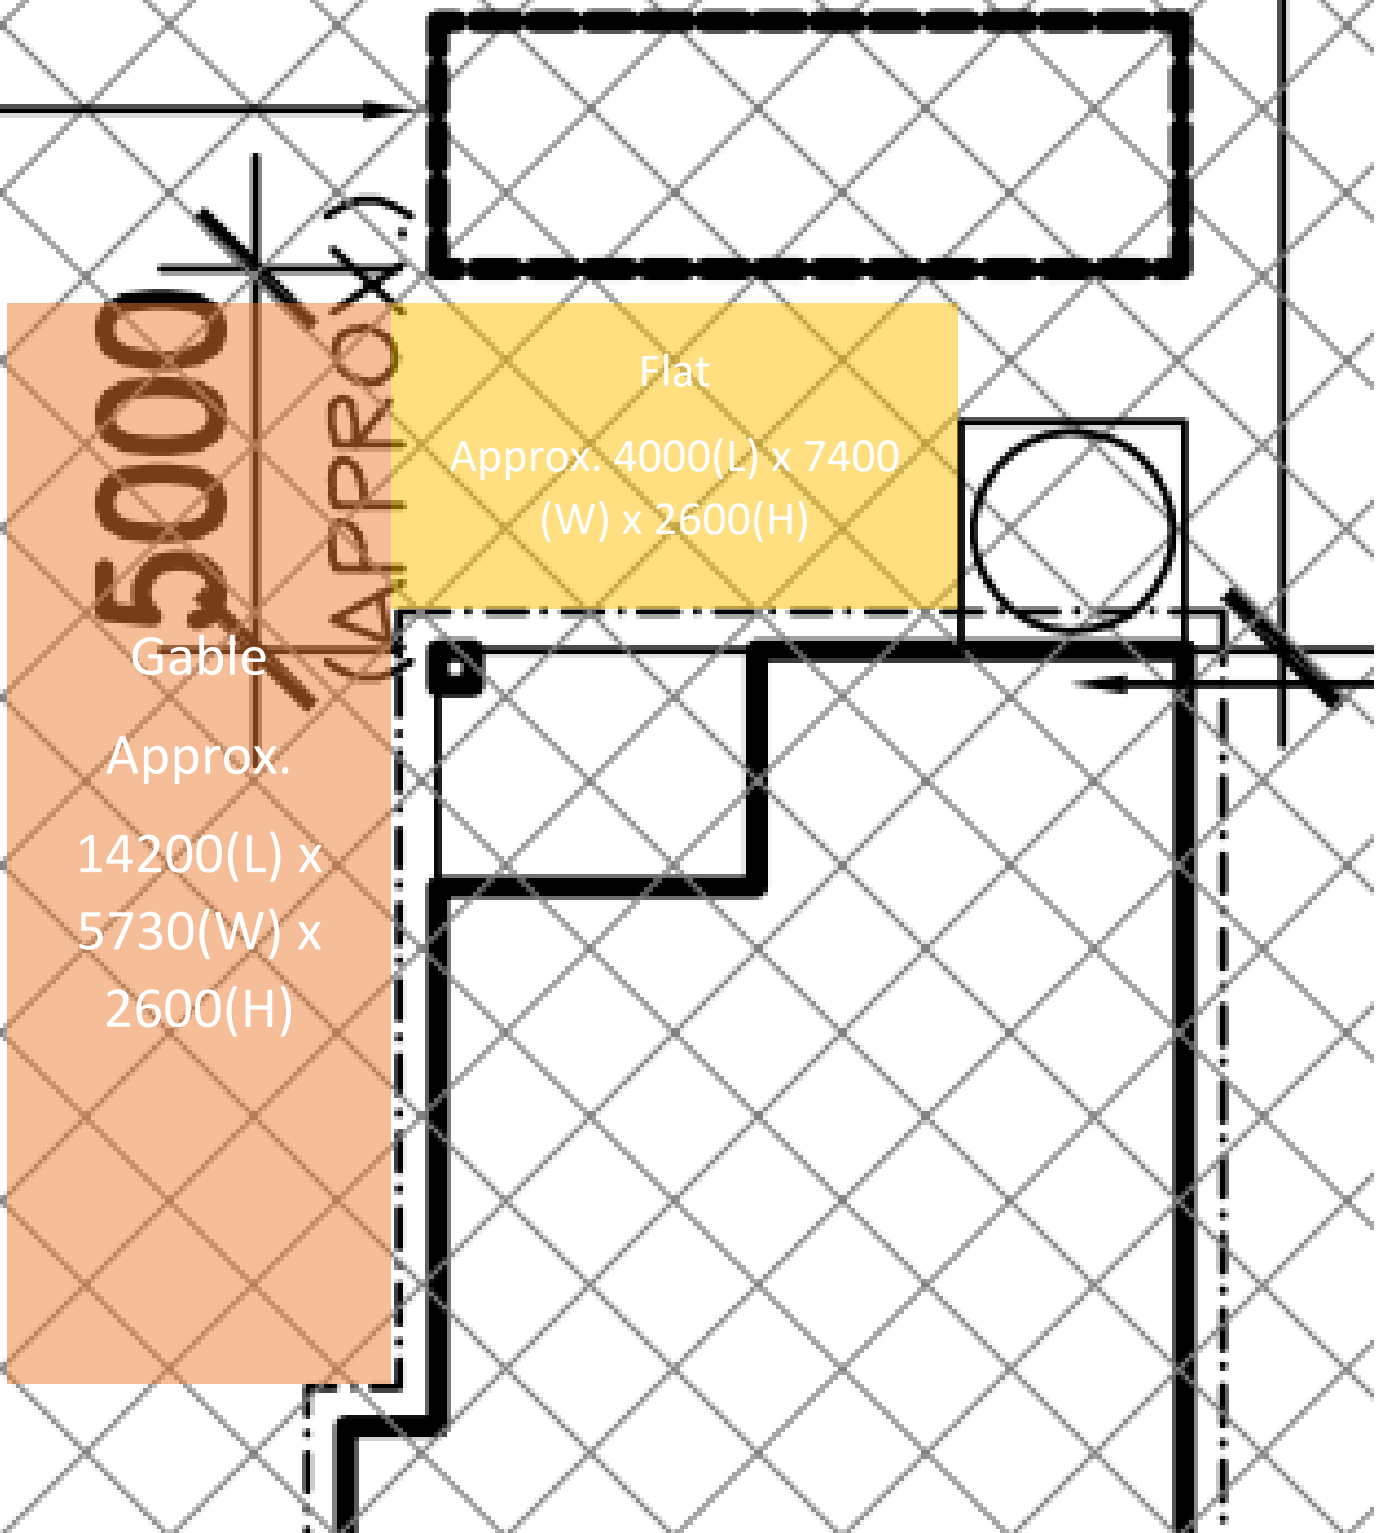 5000
(APPROX.)
Flat
Approx. 4000(L) x 7400
(W) x 2600(H)
Gable
Approx.
14200(L) x
5730(W) x
2600(H)